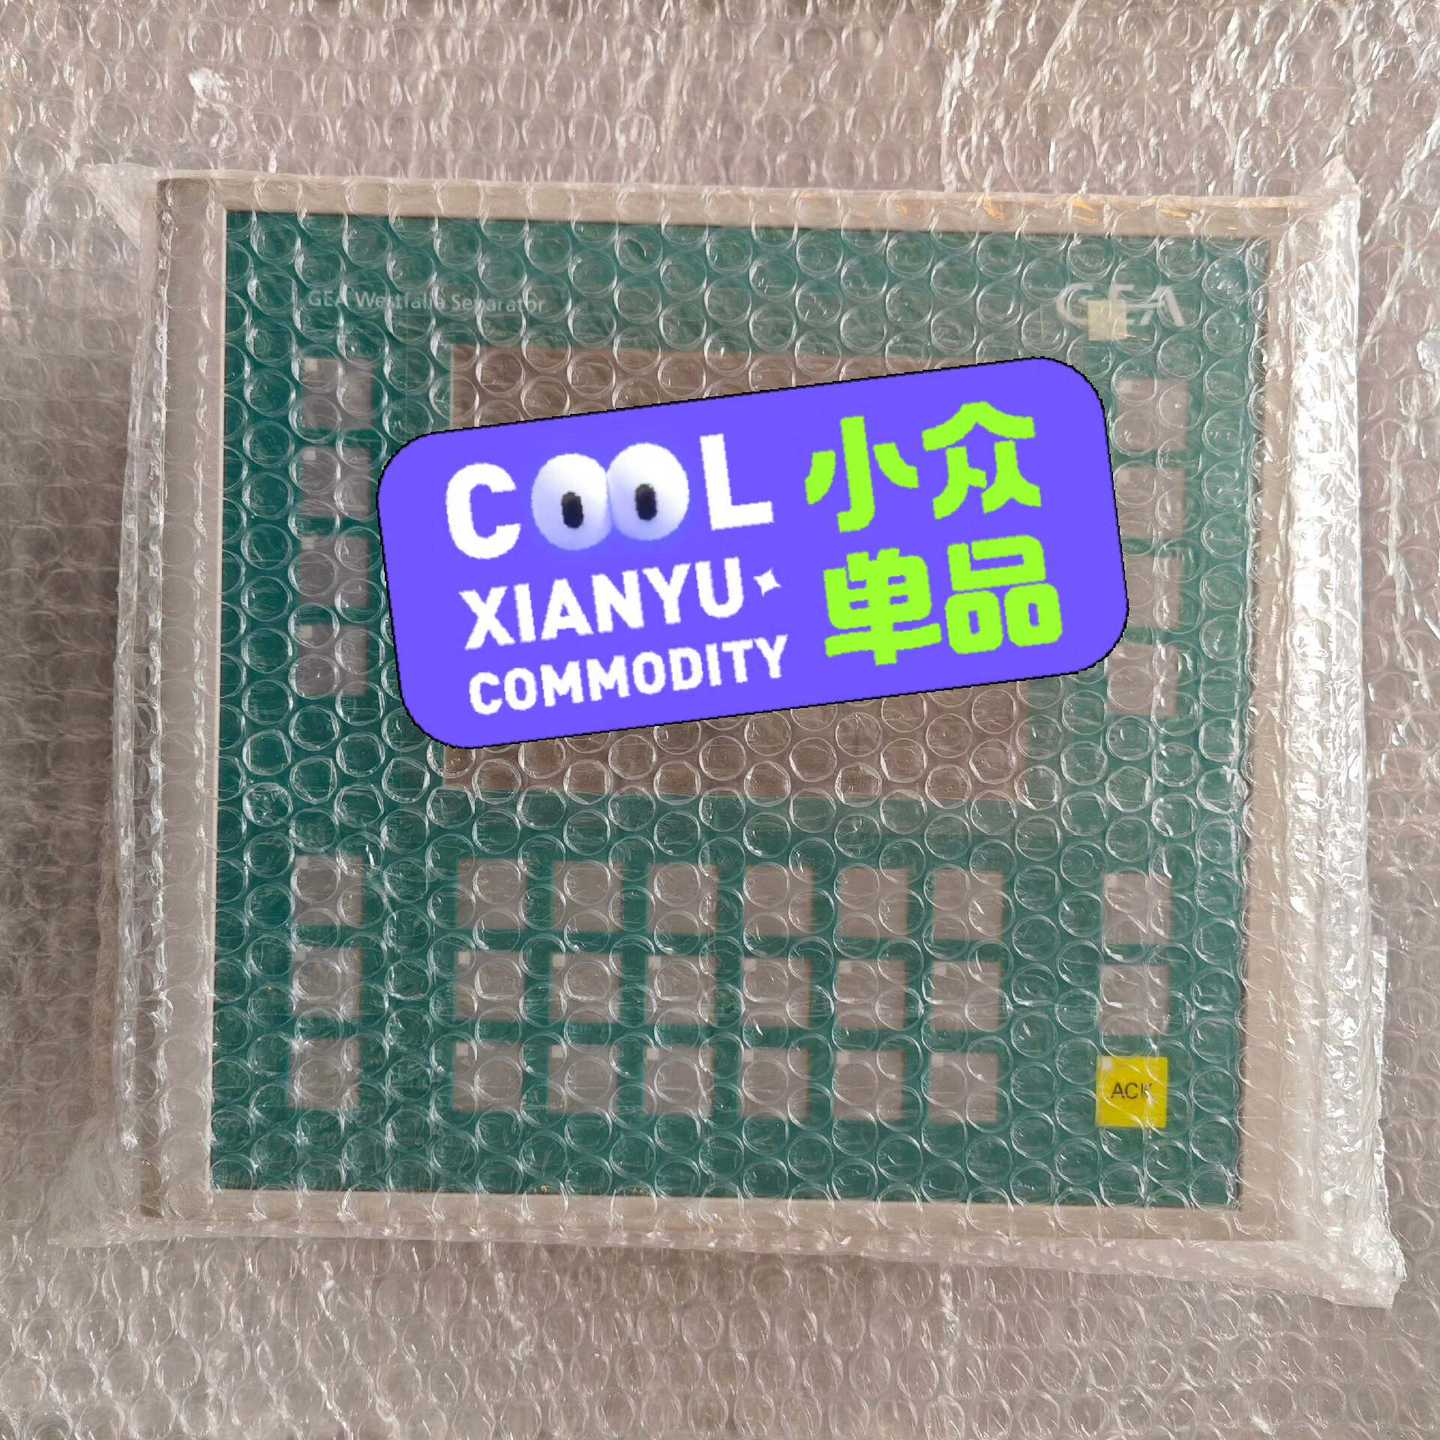 GEA Westfalia Separator
GEA
COOL
XIANYU
COMMODITY
小众
单品
ACK